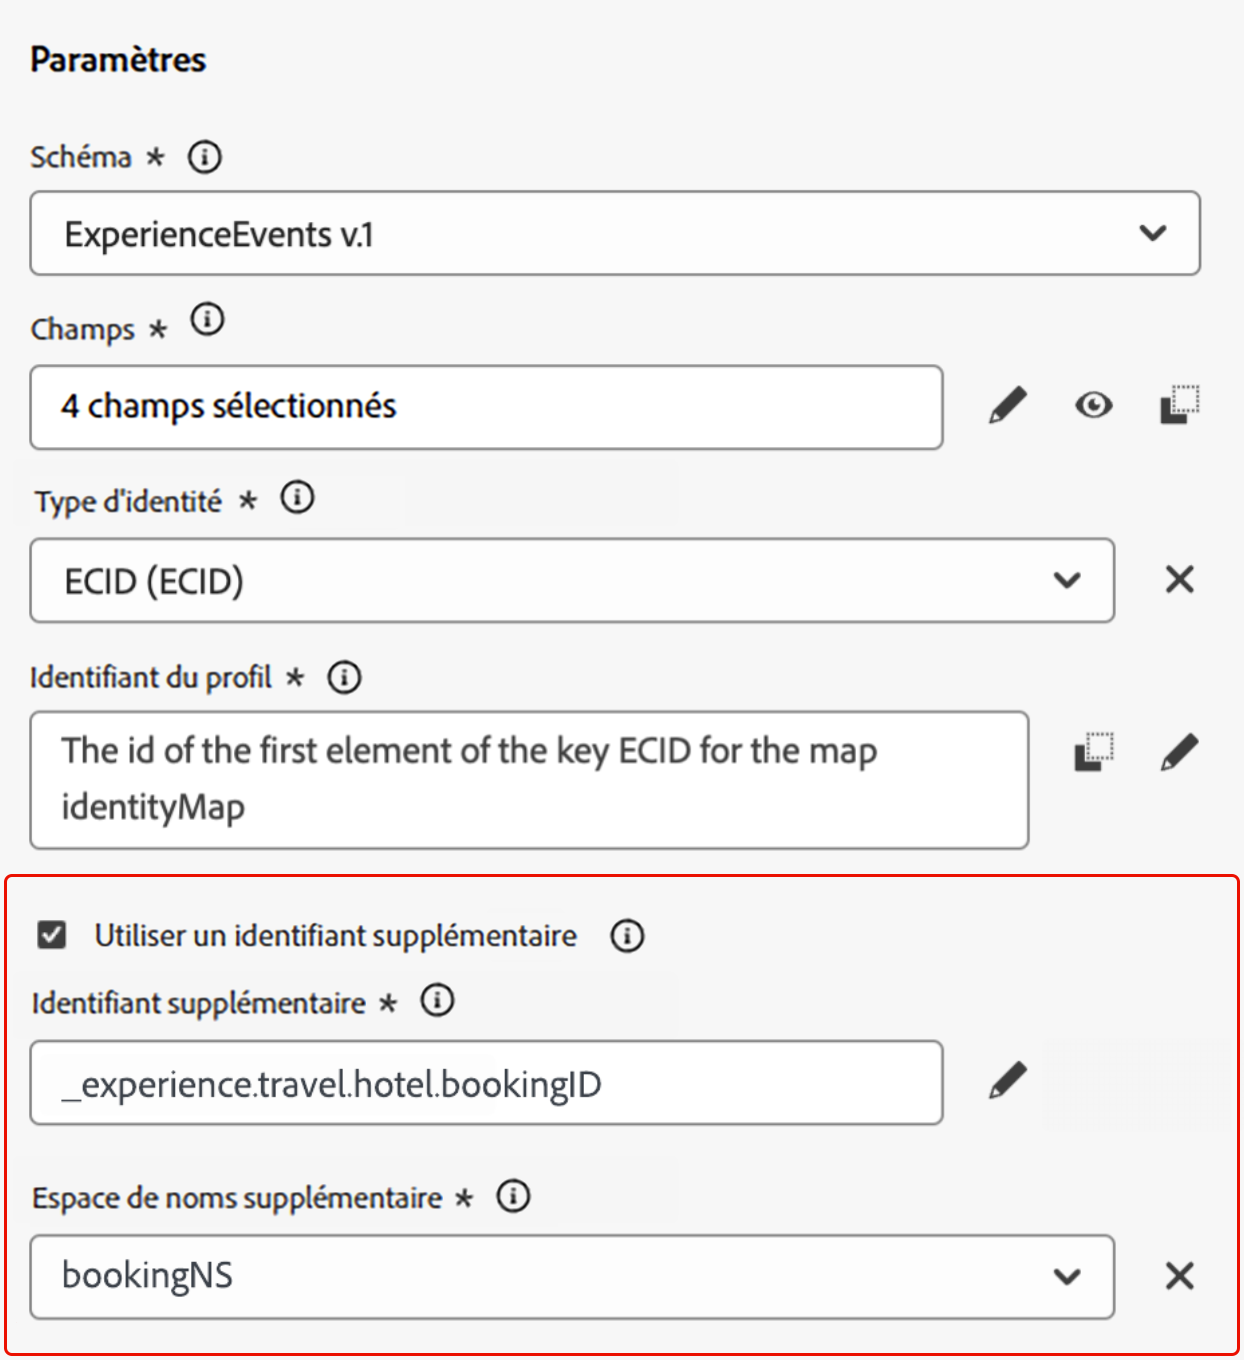 Paramètres
Schéma *
ExperienceEvents v.1
Champs *
4 champs sélectionnés
Type d'identité *
ECID (ECID)
Identifiant du profil *
The id of the first element of the key ECID for the map
identityMap
Utiliser un identifiant supplémentaire
Identifiant supplémentaire *
_experience.travel.hotel.bookingID
Espace de noms supplémentaire *
bookingNS